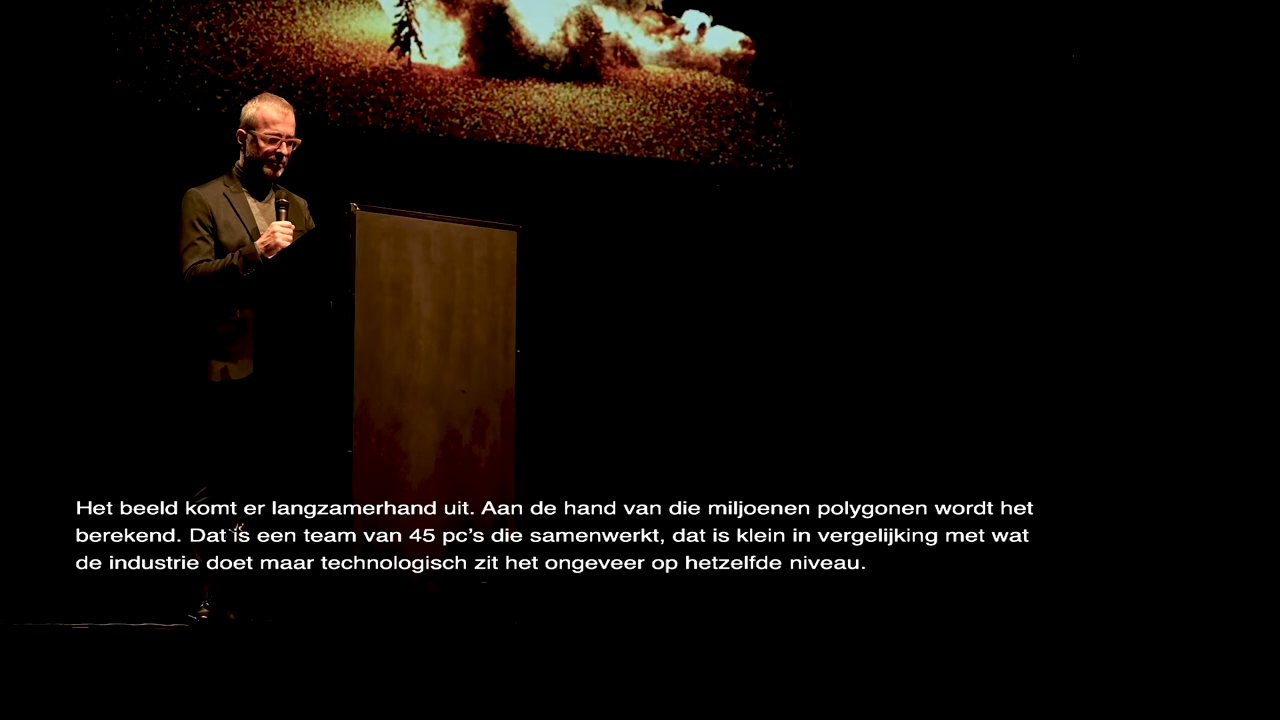 Het beeld komt er langzamerhand uit. Aan de hand van die miljoenen polygonen wordt het
berekend. Dat is een team van 45 pc’s die samenwerkt, dat is klein in vergelijking met wat
de industrie doet maar technologisch zit het ongeveer op hetzelfde niveau.